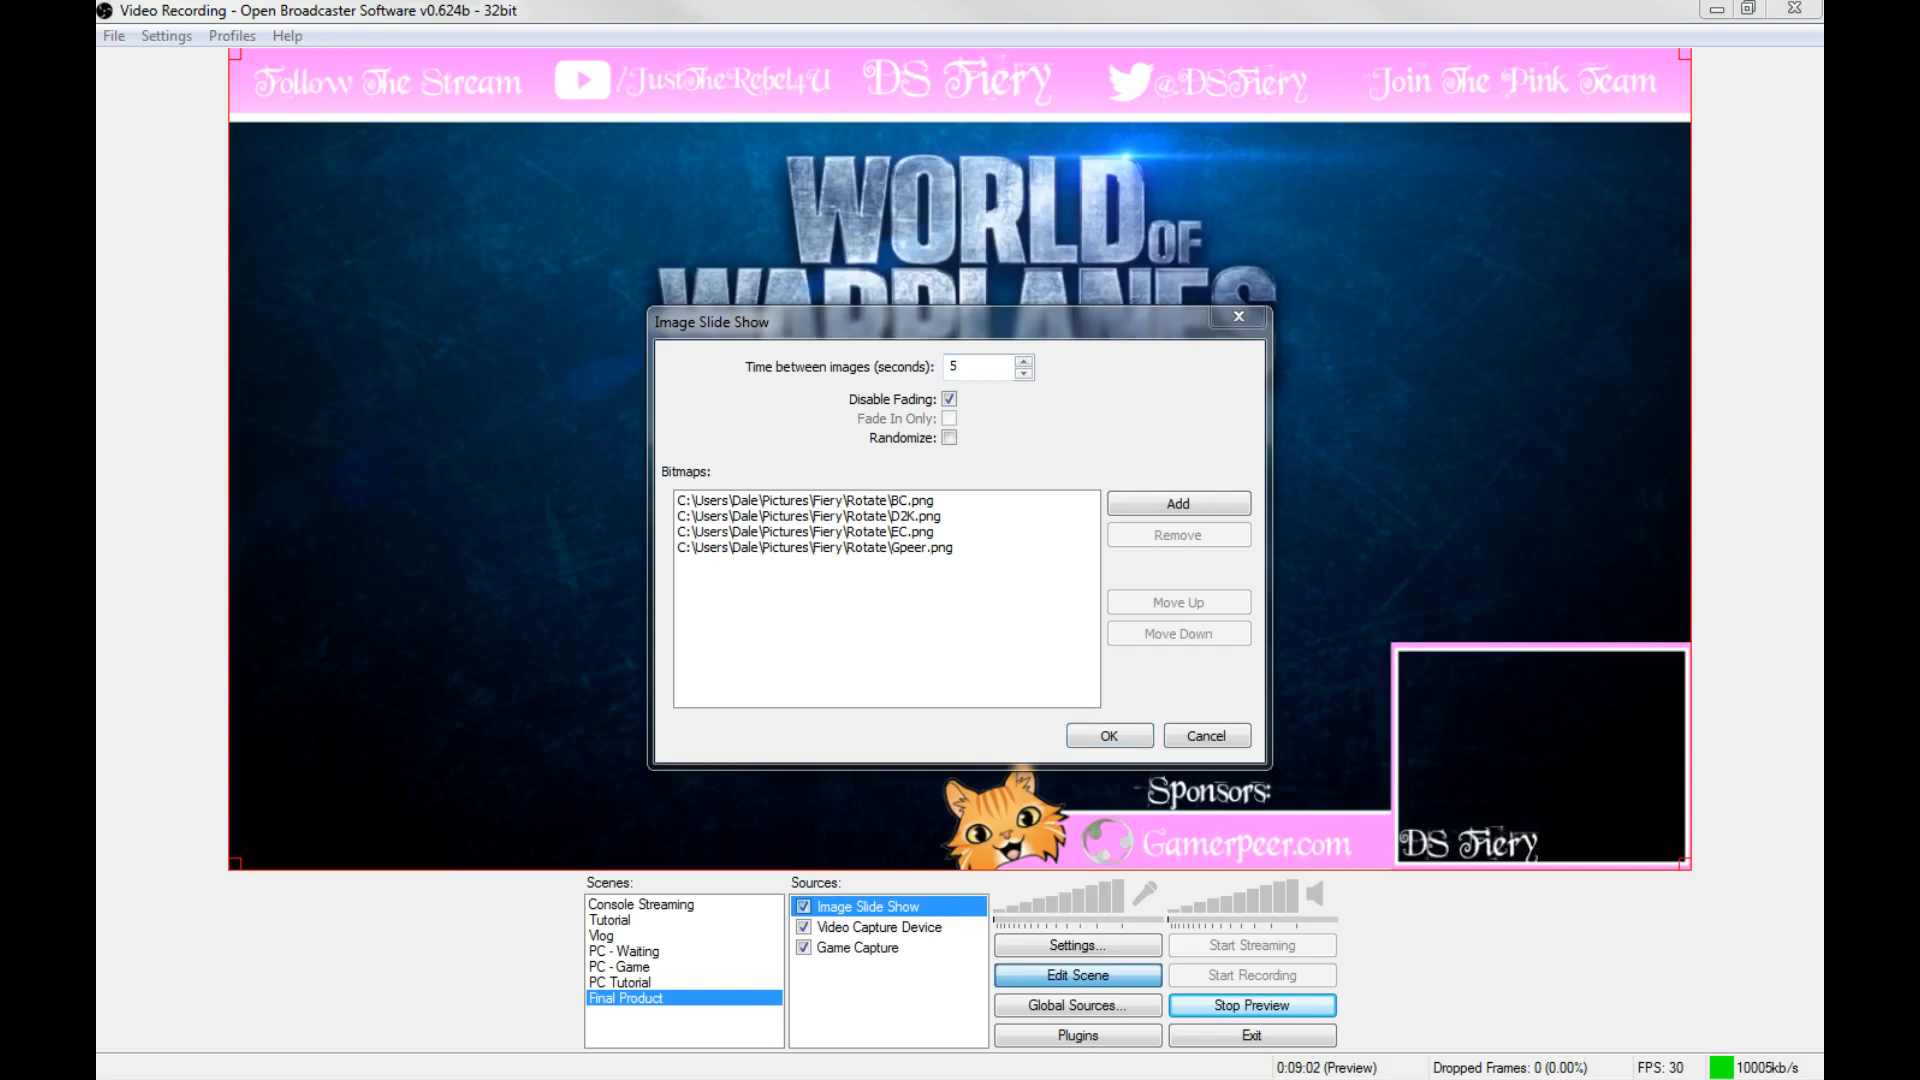 Video Recording - Open Broadcaster Software v0.624b - 32bit
File Settings Profiles Help
Follow The Stream /JustTheRebel4U DS Fiery @DSFiery Join The Pink Team
WORLD OF
WARPLANES
Image Slide Show
Time between images (seconds): 5
Disable Fading:
Fade In Only:
Randomize:
Bitmaps:
C:\Users\Dale\Pictures\Fiery\Rotate\BC.png
C:\Users\Dale\Pictures\Fiery\Rotate\D2K.png
C:\Users\Dale\Pictures\Fiery\Rotate\EC.png
C:\Users\Dale\Pictures\Fiery\Rotate\Gpeer.png
Add
Remove
Move Up
Move Down
OK Cancel
Sponsors:
Gamerpeer.com
DS Fiery
Scenes:
Console Streaming
Tutorial
Vlog
PC - Waiting
PC - Game
PC Tutorial
Final Product
Sources:
Image Slide Show
Video Capture Device
Game Capture
Settings... Start Streaming
Edit Scene Start Recording
Global Sources... Stop Preview
Plugins Exit
0:09:02 (Preview) Dropped Frames: 0 (0.00%) FPS: 30 10005kb/s